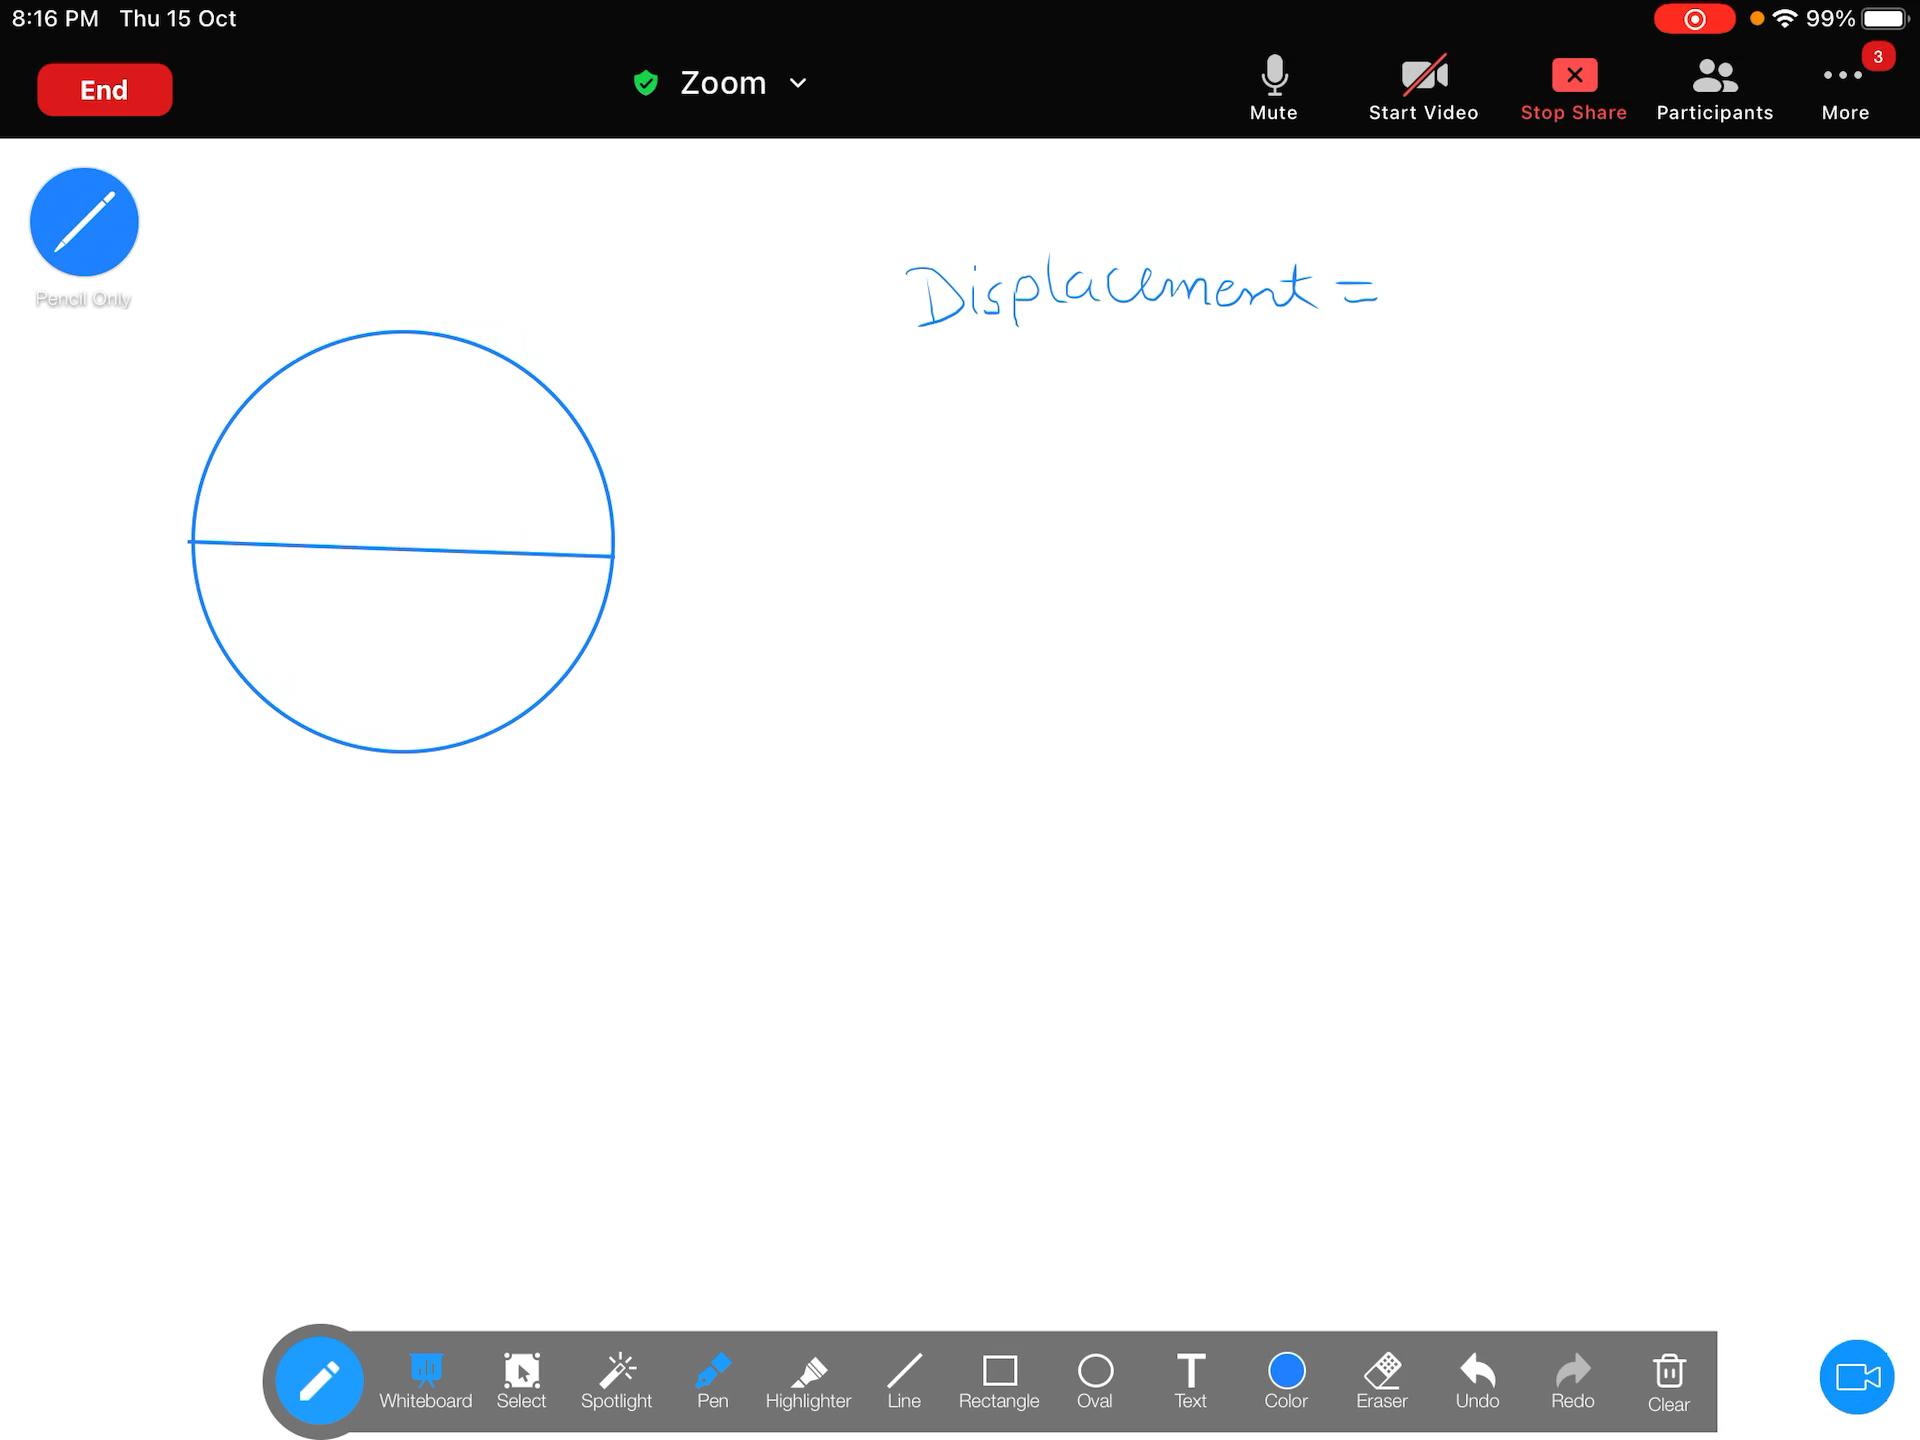 8:16 PM Thu 15 Oct
99%
End
Zoom
Mute
Start Video
Stop Share
Participants
3
More
Pencil Only
Displacement =
Whiteboard
Select
Spotlight
Pen
Highlighter
Line
Rectangle
Oval
Text
Color
Eraser
Undo
Redo
Clear